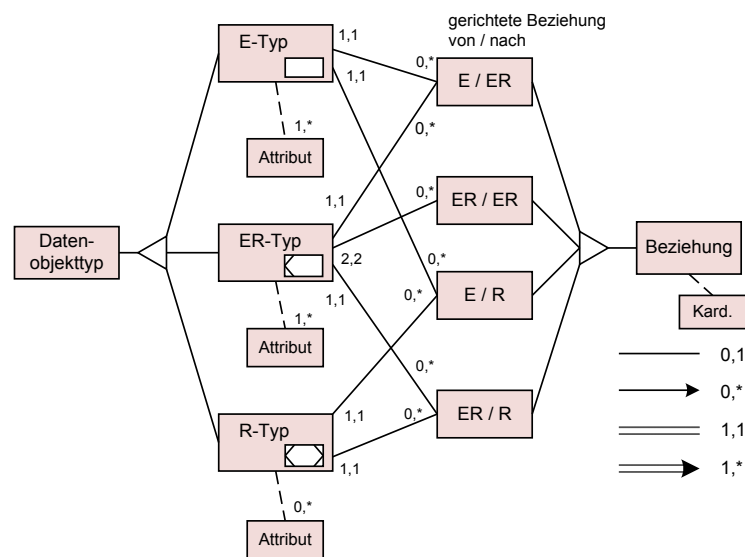 gerichtete Beziehung
von / nach
E-Typ
1,1
1,1
0,*
E / ER
1,*
Attribut
0,*
1,1
0,*
ER / ER
Daten-
objekttyp
ER-Typ
2,2
1,1
Beziehung
0,*
0,*
E / R
1,*
Attribut
Kard.
0,1
0,*
0,*
R-Typ
1,1
0,*
ER / R
1,1
1,1
1,*
0,*
Attribut